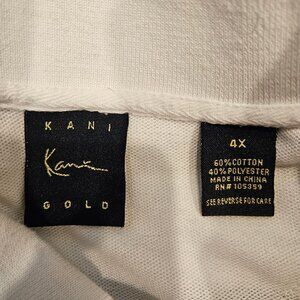 KANI
Kani
GOLD
4X
60% COTTON
40% POLYESTER
MADE IN CHINA
RN# 105359
SEE REVERSE FOR CARE